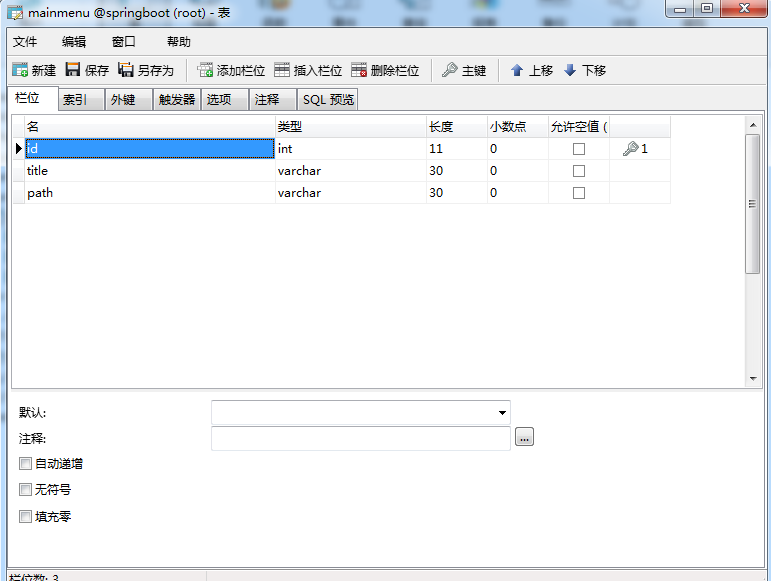 mainmenu @springboot (root) - 表
文件 编辑 窗口 帮助
新建 保存 另存为 添加栏位 插入栏位 删除栏位 主键 上移 下移
栏位 索引 外键 触发器 选项 注释 SQL 预览
名 类型 长度 小数点 允许空值 (
id int 11 0 1
title varchar 30 0
path varchar 30 0
默认:
注释:
...
自动递增
无符号
填充零
栏位数: 3